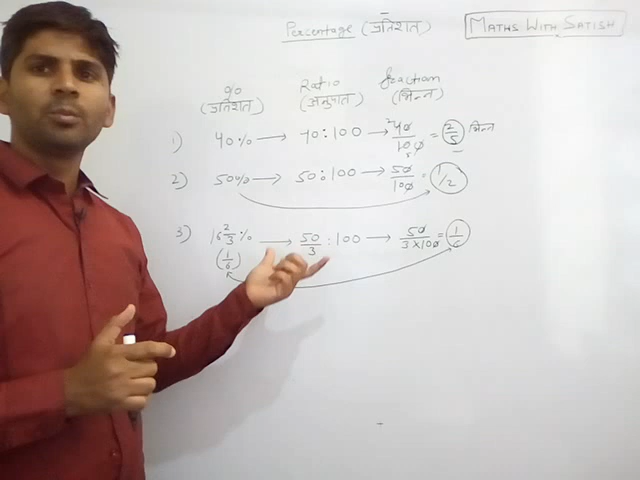 Percentage (प्रतिशत)
MATHS WITH SATISH
% Ratio fraction
(प्रतिशत) (अनुपात) (भिन्न)
1) 40% → 40:100 → 40/100 = 2/5 भिन्न
2) 50% → 50:100 → 50/100 = 1/2
3) 16 2/3 % → 50/3 : 100 → 50/3×100 = 1/6
(1/6)